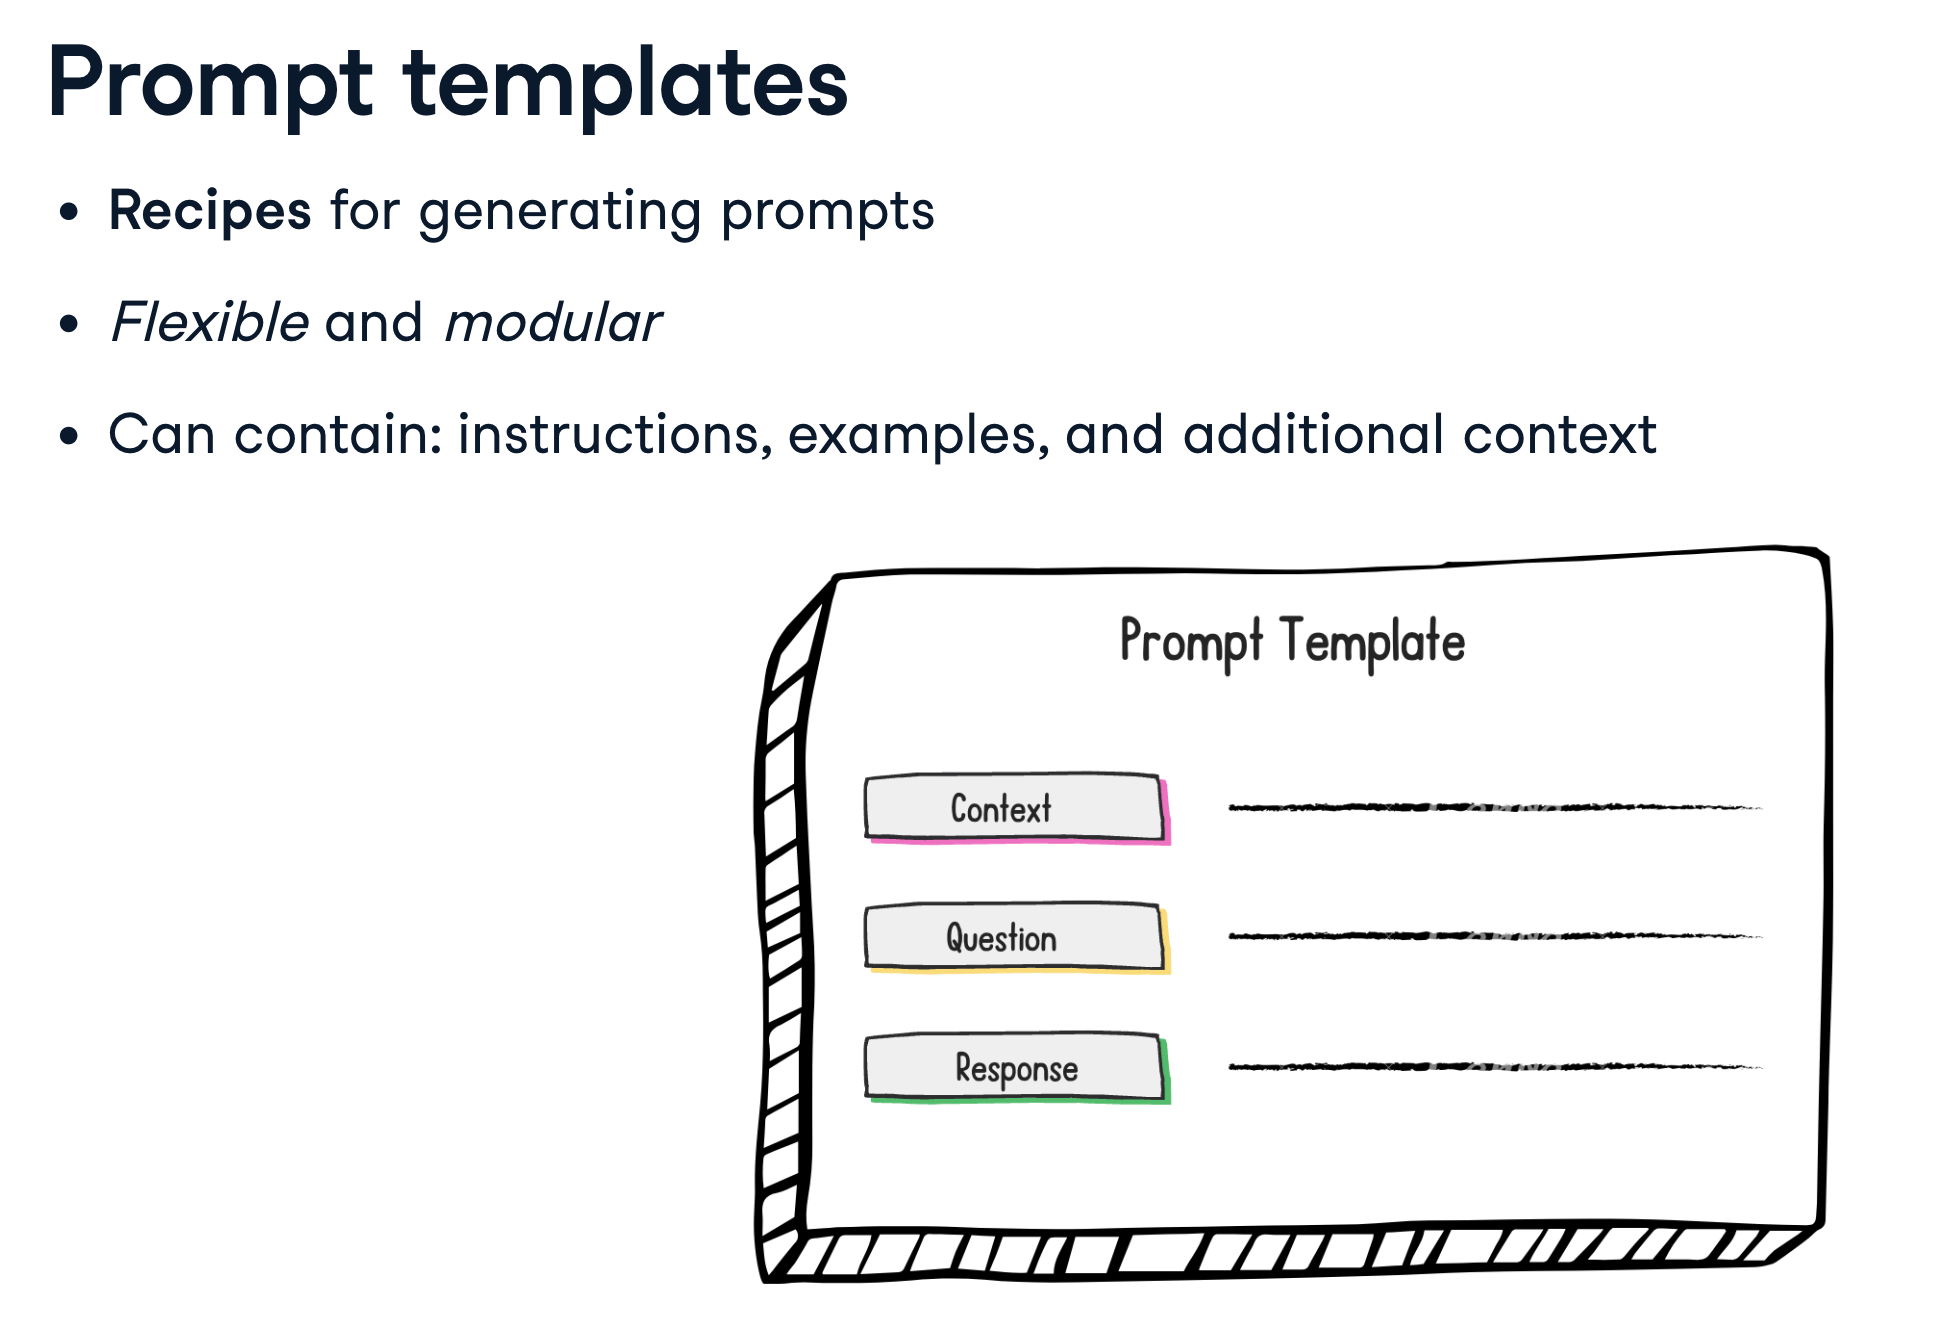 Prompt templates
Recipes for generating prompts
Flexible and modular
Can contain: instructions, examples, and additional context
Prompt Template
Context
Question
Response